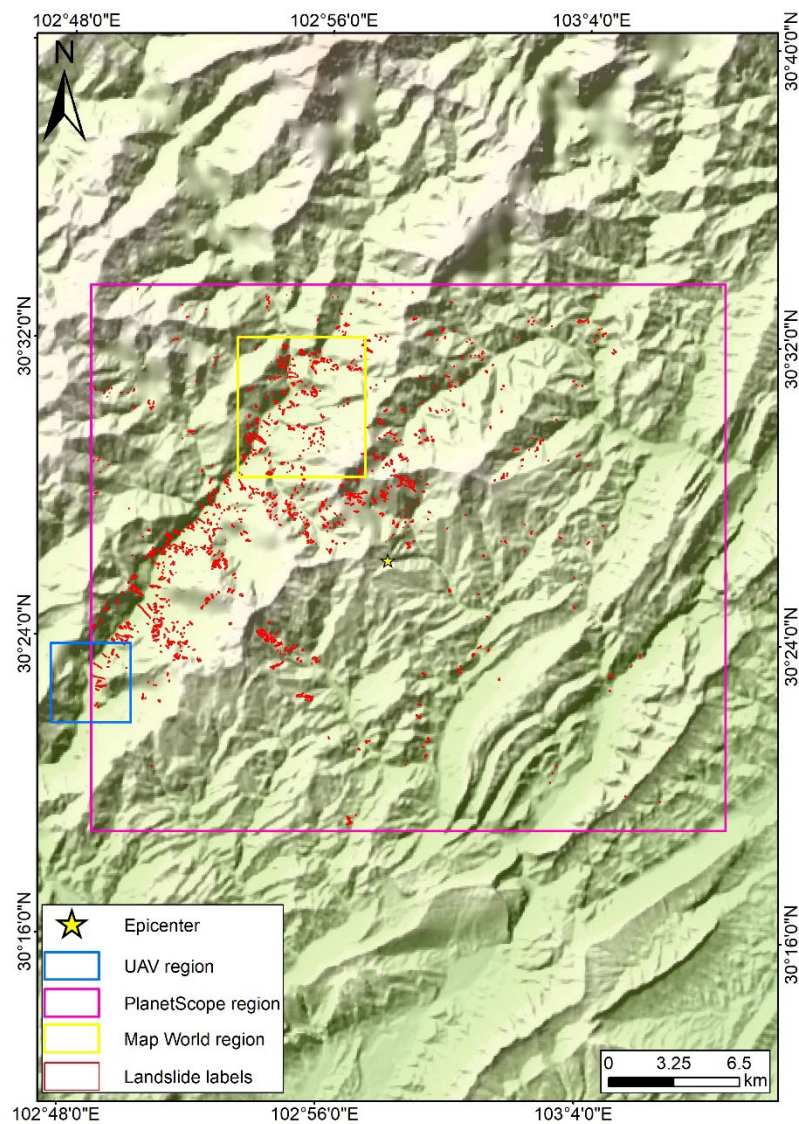 102°48'0"E 102°56'0"E 103°4'0"E
N
30°40'0"N
30°32'0"N 30°32'0"N
30°24'0"N 30°24'0"N
30°16'0"N 30°16'0"N
Epicenter
UAV region
PlanetScope region
Map World region
Landslide labels
0 3.25 6.5
km
102°48'0"E 102°56'0"E 103°4'0"E